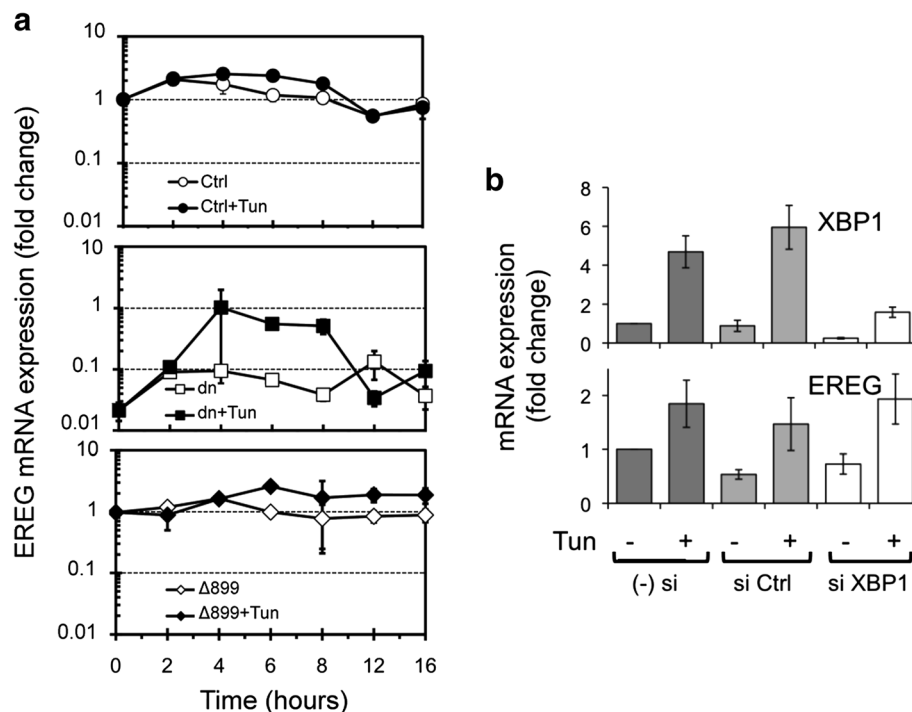 a
EREG mRNA expression (fold change)
10
1
0.1
0.01
Ctrl
Ctrl+Tun
10
1
0.1
0.01
dn
dn+Tun
10
1
0.1
0.01
Δ899
Δ899+Tun
0 2 4 6 8 12 16
Time (hours)
b
mRNA expression
(fold change)
8
6
4
2
0
XBP1
2
1
0
EREG
Tun - + - + - +
(-) si si Ctrl si XBP1